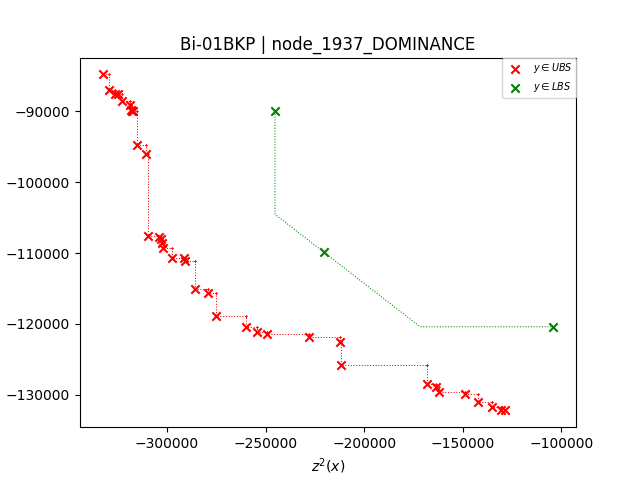 Bi-01BKP | node_1937_DOMINANCE
y ∈ UBS
y ∈ LBS
−90000
−100000
−110000
−120000
−130000
−300000 −250000 −200000 −150000 −100000
z²(x)